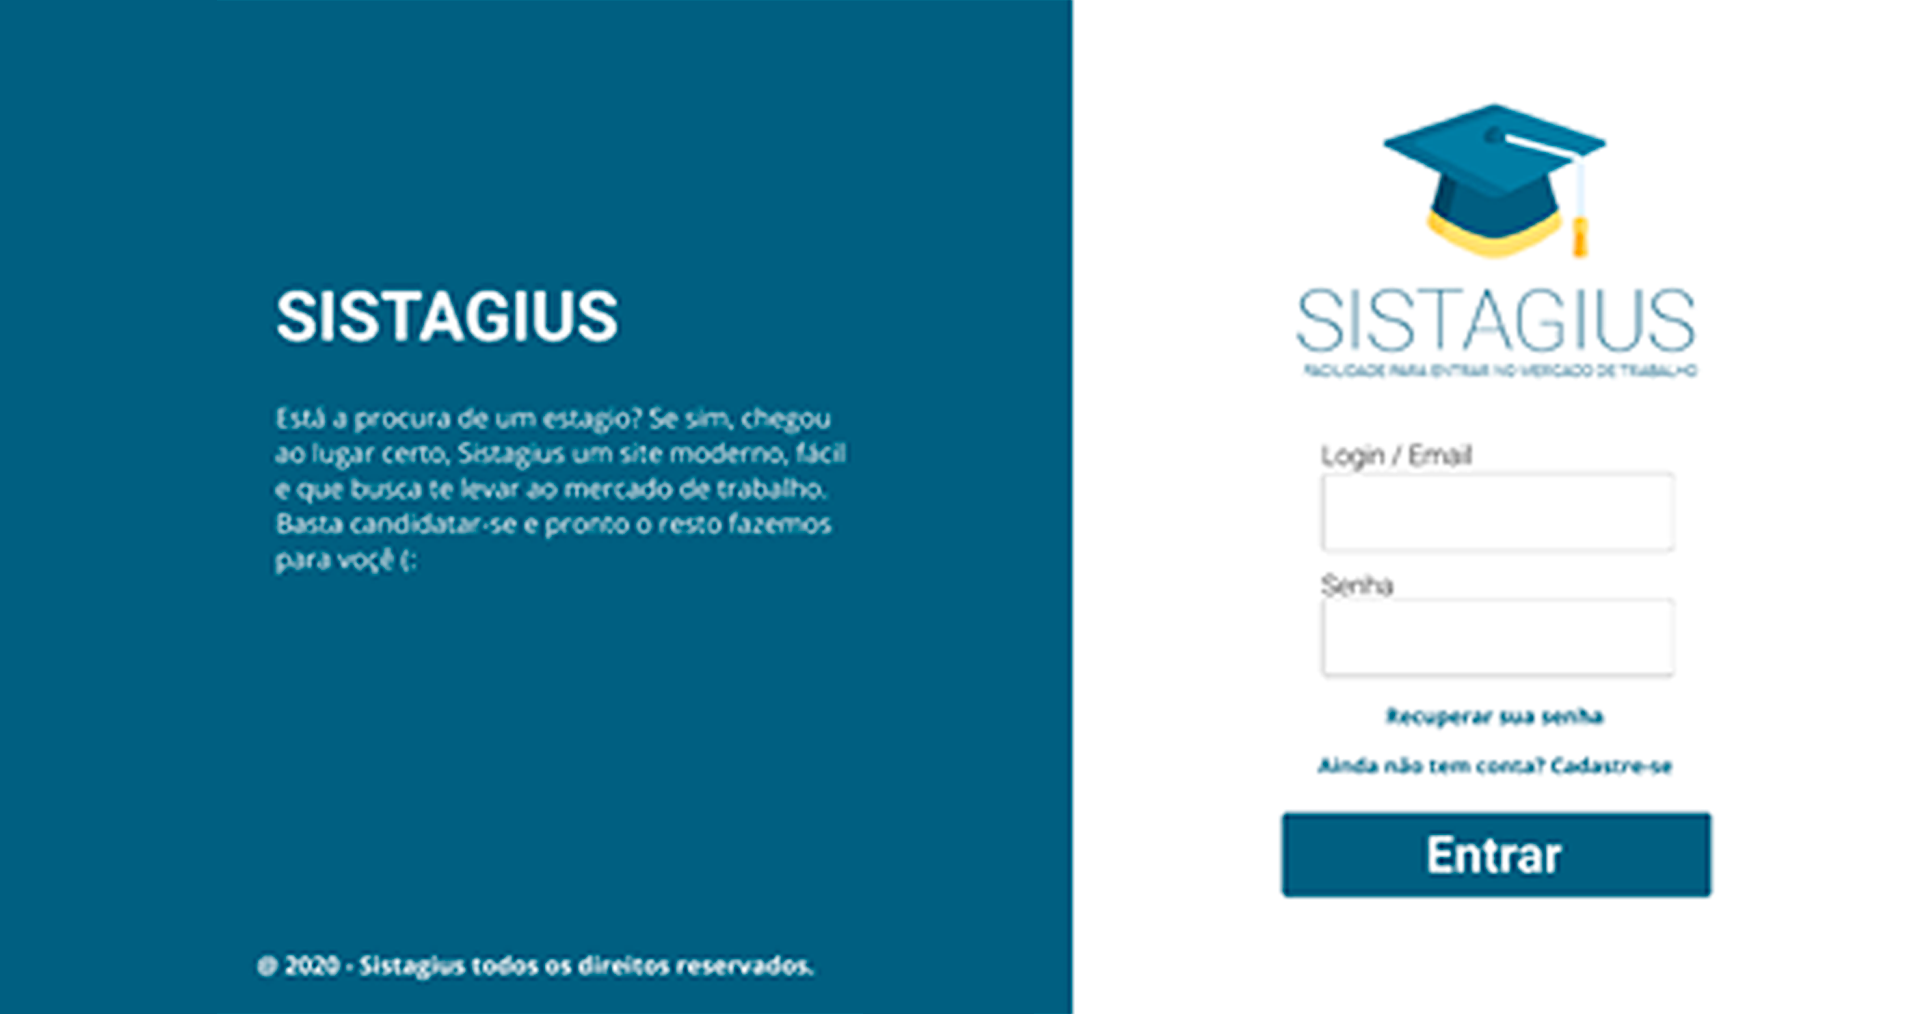 SISTAGIUS
Está a procura de um estagio? Se sim, chegou
ao lugar certo, Sistagius um site moderno, fácil
e que busca te levar ao mercado de trabalho.
Basta candidatar-se e pronto o resto fazemos
para voçê (:
@ 2020 - Sistagius todos os direitos reservados.
SISTAGIUS
FACILIDADE PARA ENTRAR NO MERCADO DE TRABALHO
Login / Email
Senha
Recuperar sua senha
Ainda não tem conta? Cadastre-se
Entrar